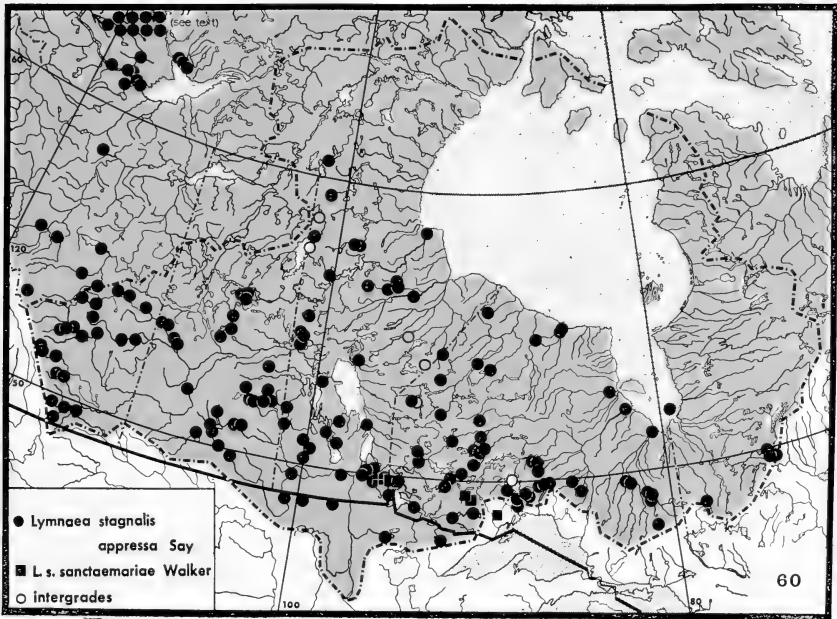 (see text)
60
120
50
Lymnaea stagnalis
appressa Say
L. s. sanctaemariae Walker
intergrades
100
80
60